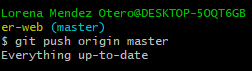 Lorena Mendez Otero@DESKTOP-5OQT6GB
er-web (master)
$ git push origin master
Everything up-to-date